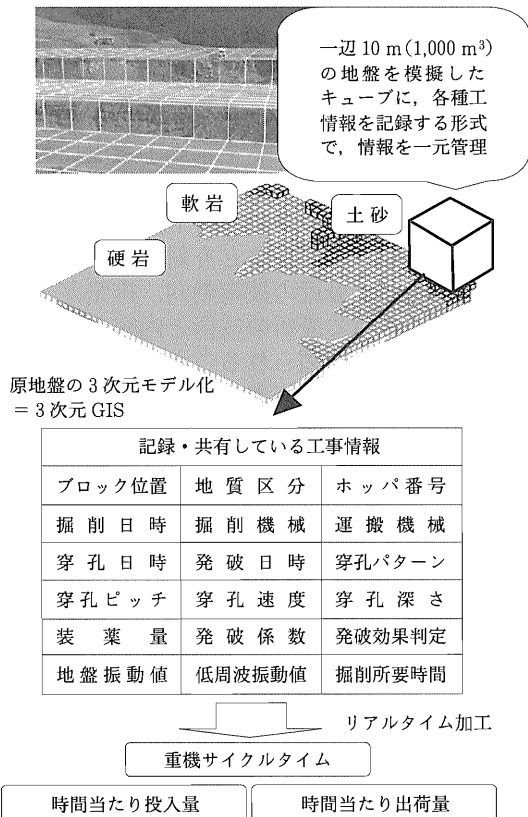 一辺 10 m(1,000 m³)
の地盤を模擬した
キューブに，各種工
情報を記録する形式
で，情報を一元管理
軟岩
土砂
硬岩
原地盤の 3 次元モデル化
= 3 次元 GIS
記録・共有している工事情報
ブロック位置 地質区分 ホッパ番号
掘削日時 掘削機械 運搬機械
穿孔日時 発破日時 穿孔パターン
穿孔ピッチ 穿孔速度 穿孔深さ
装薬量 発破係数 発破効果判定
地盤振動値 低周波振動値 掘削所要時間
リアルタイム加工
重機サイクルタイム
時間当たり投入量 時間当たり出荷量